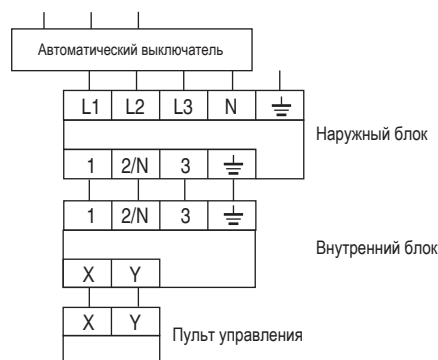 Автоматический выключатель
L1 L2 L3 N
Наружный блок
1 2/N 3
1 2/N 3
Внутренний блок
X Y
X Y
Пульт управления